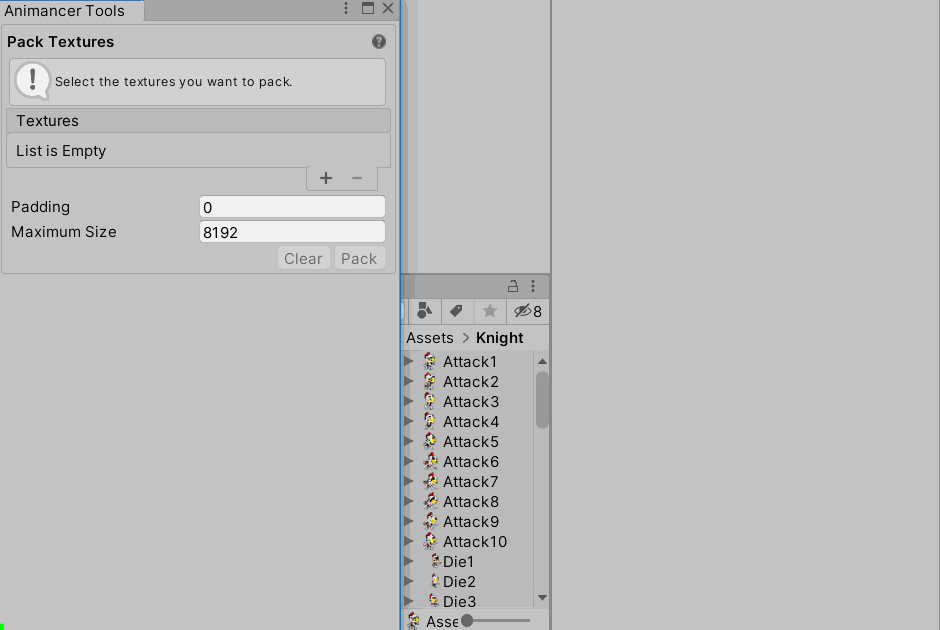 Animancer Tools
Pack Textures
Select the textures you want to pack.
Textures
List is Empty
Padding 0
Maximum Size 8192
Clear Pack
8
Assets > Knight
Attack1
Attack2
Attack3
Attack4
Attack5
Attack6
Attack7
Attack8
Attack9
Attack10
Die1
Die2
Die3
Asse